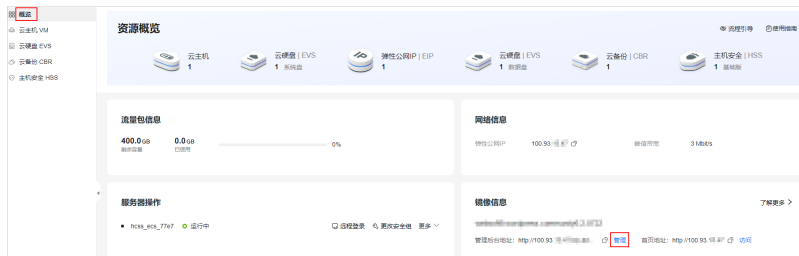 概览
云主机 VM
云硬盘 EVS
云备份 CBR
主机安全 HSS
资源概览
流程引导 使用指南
云主机 1
云硬盘 | EVS 1 系统盘
弹性公网IP | EIP 1
云硬盘 | EVS 1 数据盘
云备份 | CBR 1
主机安全 | HSS 1 基础版
流量包信息
400.0 GB 0.0 GB 0%
剩余容量 已使用
网络信息
弹性公网IP 100.93. 峰值带宽 3 Mbit/s
服务器操作
hcss_ecs_77e7 运行中 远程登录 更改安全组 更多
镜像信息 了解更多
管理后台地址: http://100.93. 管理 首页地址: http://100.93. 访问